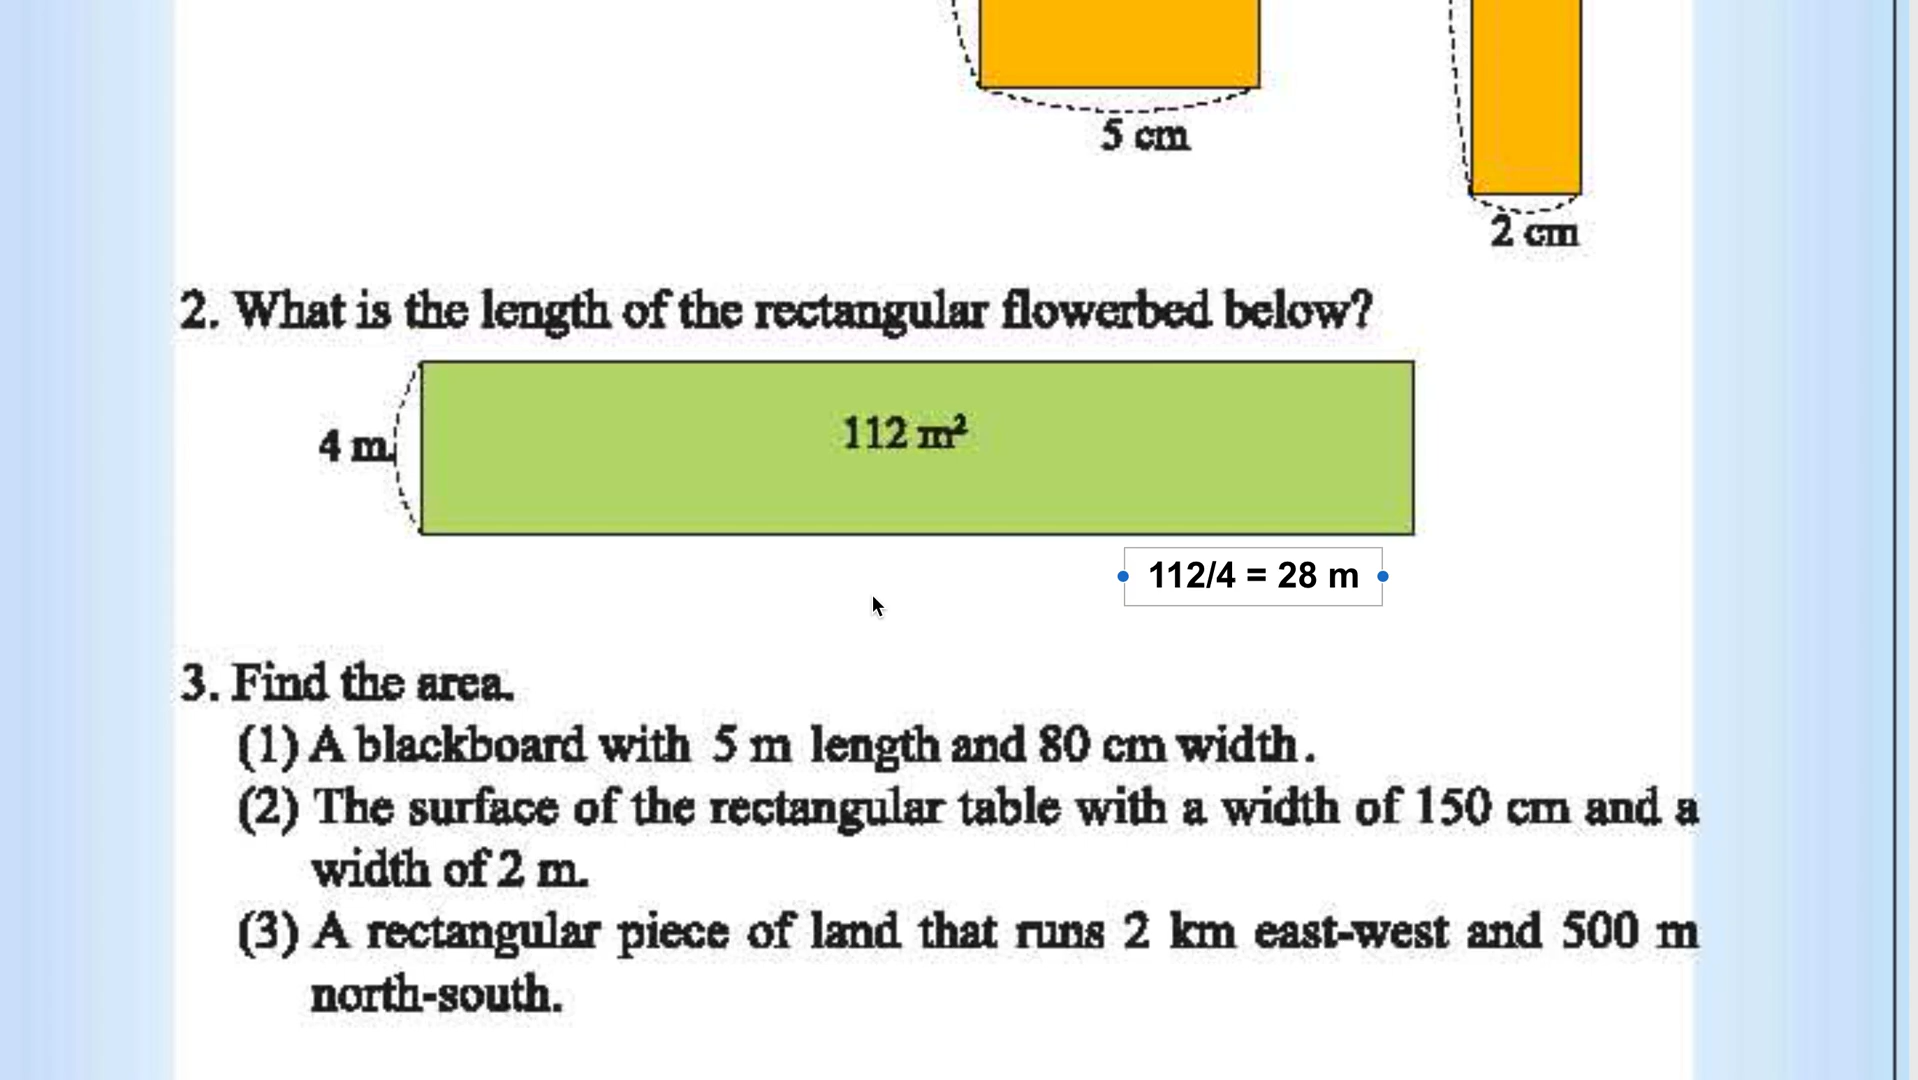 5 cm
2 cm
2. What is the length of the rectangular flowerbed below?
112 m²
4 m.
112/4 = 28 m
3. Find the area.
(1) A blackboard with 5 m length and 80 cm width.
(2) The surface of the rectangular table with a width of 150 cm and a
width of 2 m.
(3) A rectangular piece of land that runs 2 km east-west and 500 m
north-south.